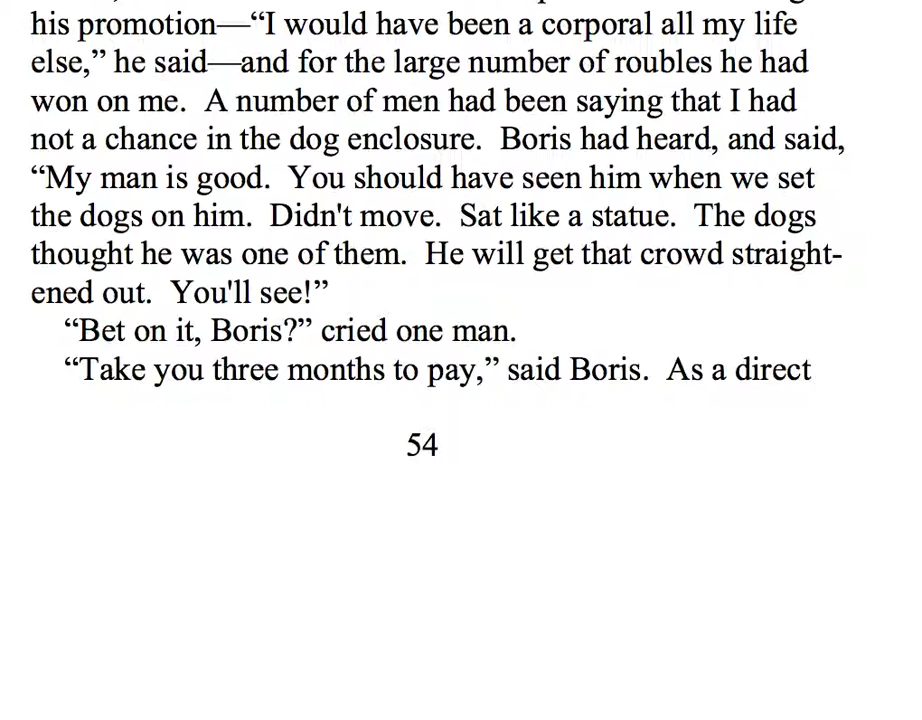 his promotion—“I would have been a corporal all my life
else,” he said—and for the large number of roubles he had
won on me.  A number of men had been saying that I had
not a chance in the dog enclosure.  Boris had heard, and said,
“My man is good.  You should have seen him when we set
the dogs on him.  Didn't move.  Sat like a statue.  The dogs
thought he was one of them.  He will get that crowd straight-
ened out.  You'll see!”
“Bet on it, Boris?” cried one man.
“Take you three months to pay,” said Boris.  As a direct
54